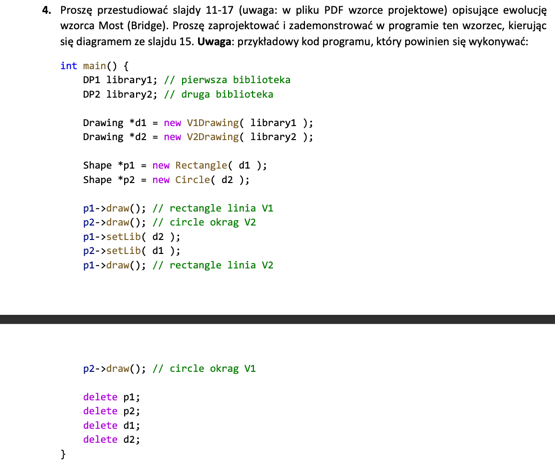 4. Proszę przestudiować slajdy 11-17 (uwaga: w pliku PDF wzorce projektowe) opisujące ewolucję
wzorca Most (Bridge). Proszę zaprojektować i zademonstrować w programie ten wzorzec, kierując
się diagramem ze slajdu 15. Uwaga: przykładowy kod programu, który powinien się wykonywać:
int main() {
DP1 library1; // pierwsza biblioteka
DP2 library2; // druga biblioteka
Drawing *d1 = new V1Drawing( library1 );
Drawing *d2 = new V2Drawing( library2 );
Shape *p1 = new Rectangle( d1 );
Shape *p2 = new Circle( d2 );
p1->draw(); // rectangle linia V1
p2->draw(); // circle okrag V2
p1->setLib( d2 );
p2->setLib( d1 );
p1->draw(); // rectangle linia V2
p2->draw(); // circle okrag V1
delete p1;
delete p2;
delete d1;
delete d2;
}